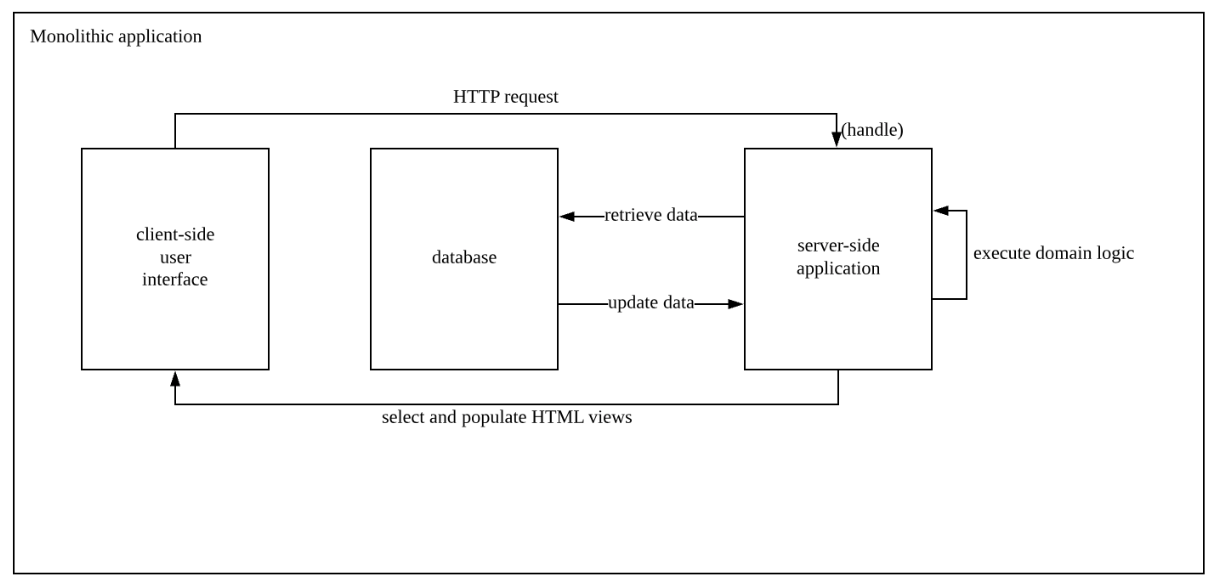 Monolithic application
HTTP request
(handle)
client-side
user
interface
database
retrieve data
update data
server-side
application
execute domain logic
select and populate HTML views